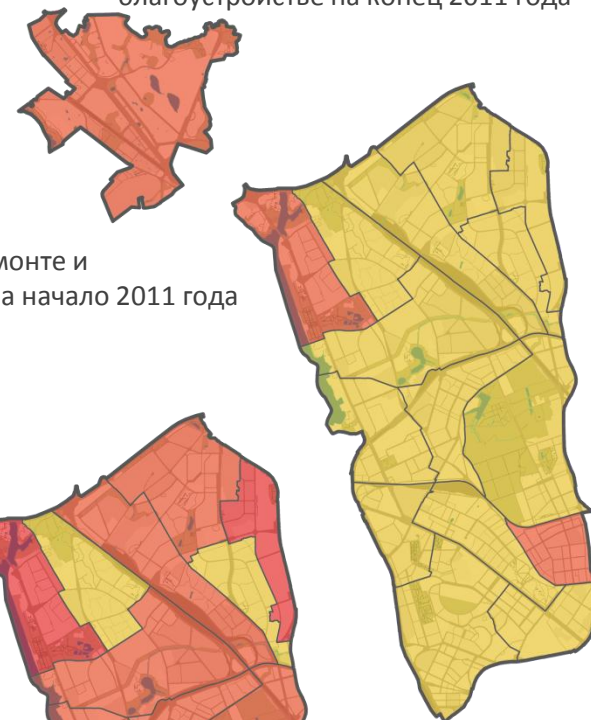 благоустройстве на конец 2011 года
монте и
а начало 2011 года